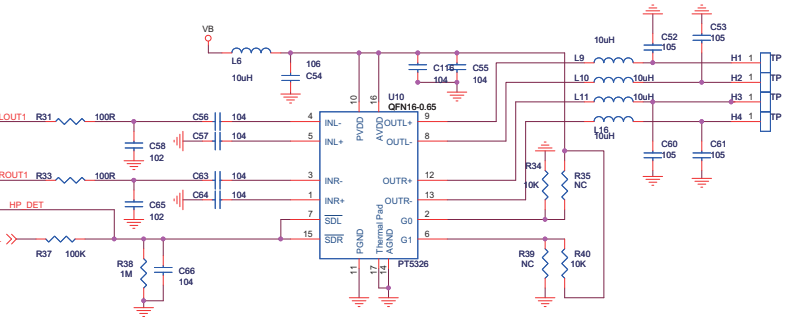 VB
L6
10uH
106
C54
C116
104
C55
104
10uH
L9
C52
105
C53
105
H1 1 TP
L10 10uH
H2 1 TP
L11 10uH
H3 1 TP
L16
10uH
H4 1 TP
C60
105
C61
105
U10
QFN16-0.65
10 16
PVDD AVDD
LOUT1 R31 100R
C56 104
4 INL-
OUTL+ 9
C58
102
C57 104
5 INL+
OUTL- 8
ROUT1 R33 100R
C63 104
3 INR-
OUTR+ 12
C65
102
C64 104
1 INR+
OUTR- 13
HP_DET
7 SDL
G0 2
15 SDR
G1 6
R37 100K
R38
1M
C66
104
PGND Thermal Pad AGND
11 17 14
PT5326
R34
10K
R35
NC
R39
NC
R40
10K